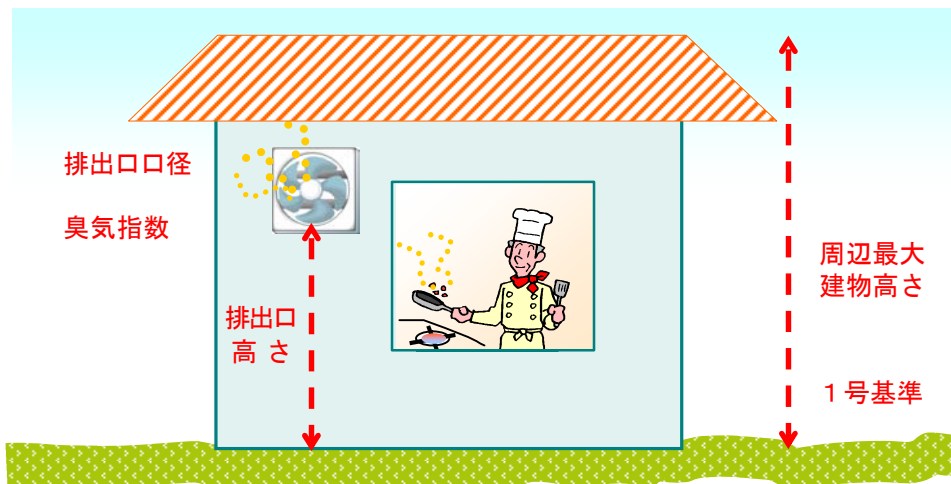 排出口口径
臭気指数
排出口
高さ
周辺最大
建物高さ
１号基準